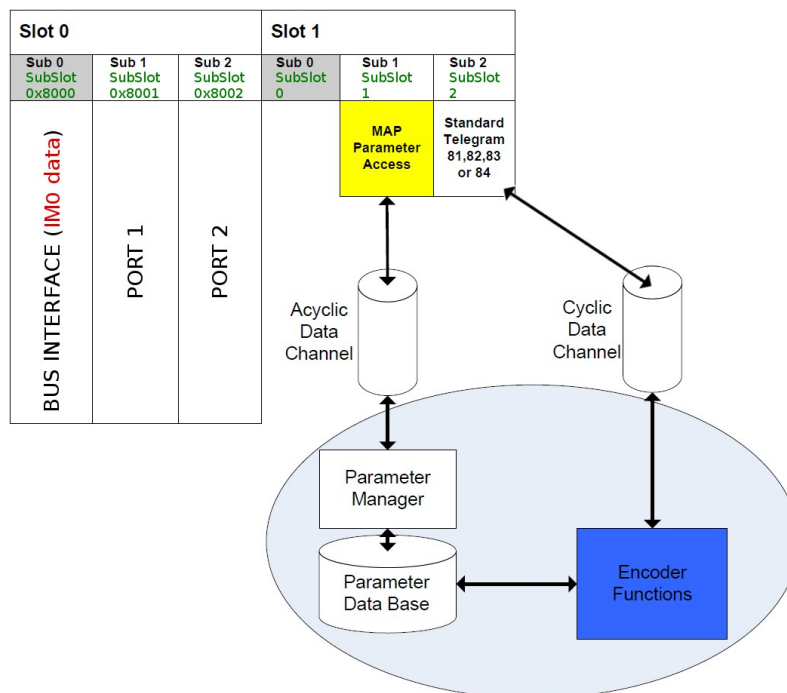 Slot 0
Slot 1
Sub 0
SubSlot
0x8000
Sub 1
SubSlot
0x8001
Sub 2
SubSlot
0x8002
Sub 0
SubSlot
0
Sub 1
SubSlot
1
Sub 2
SubSlot
2
BUS INTERFACE (IM0 data)
PORT 1
PORT 2
MAP
Parameter
Access
Standard
Telegram
81,82,83
or 84
Acyclic
Data
Channel
Cyclic
Data
Channel
Parameter
Manager
Parameter
Data Base
Encoder
Functions